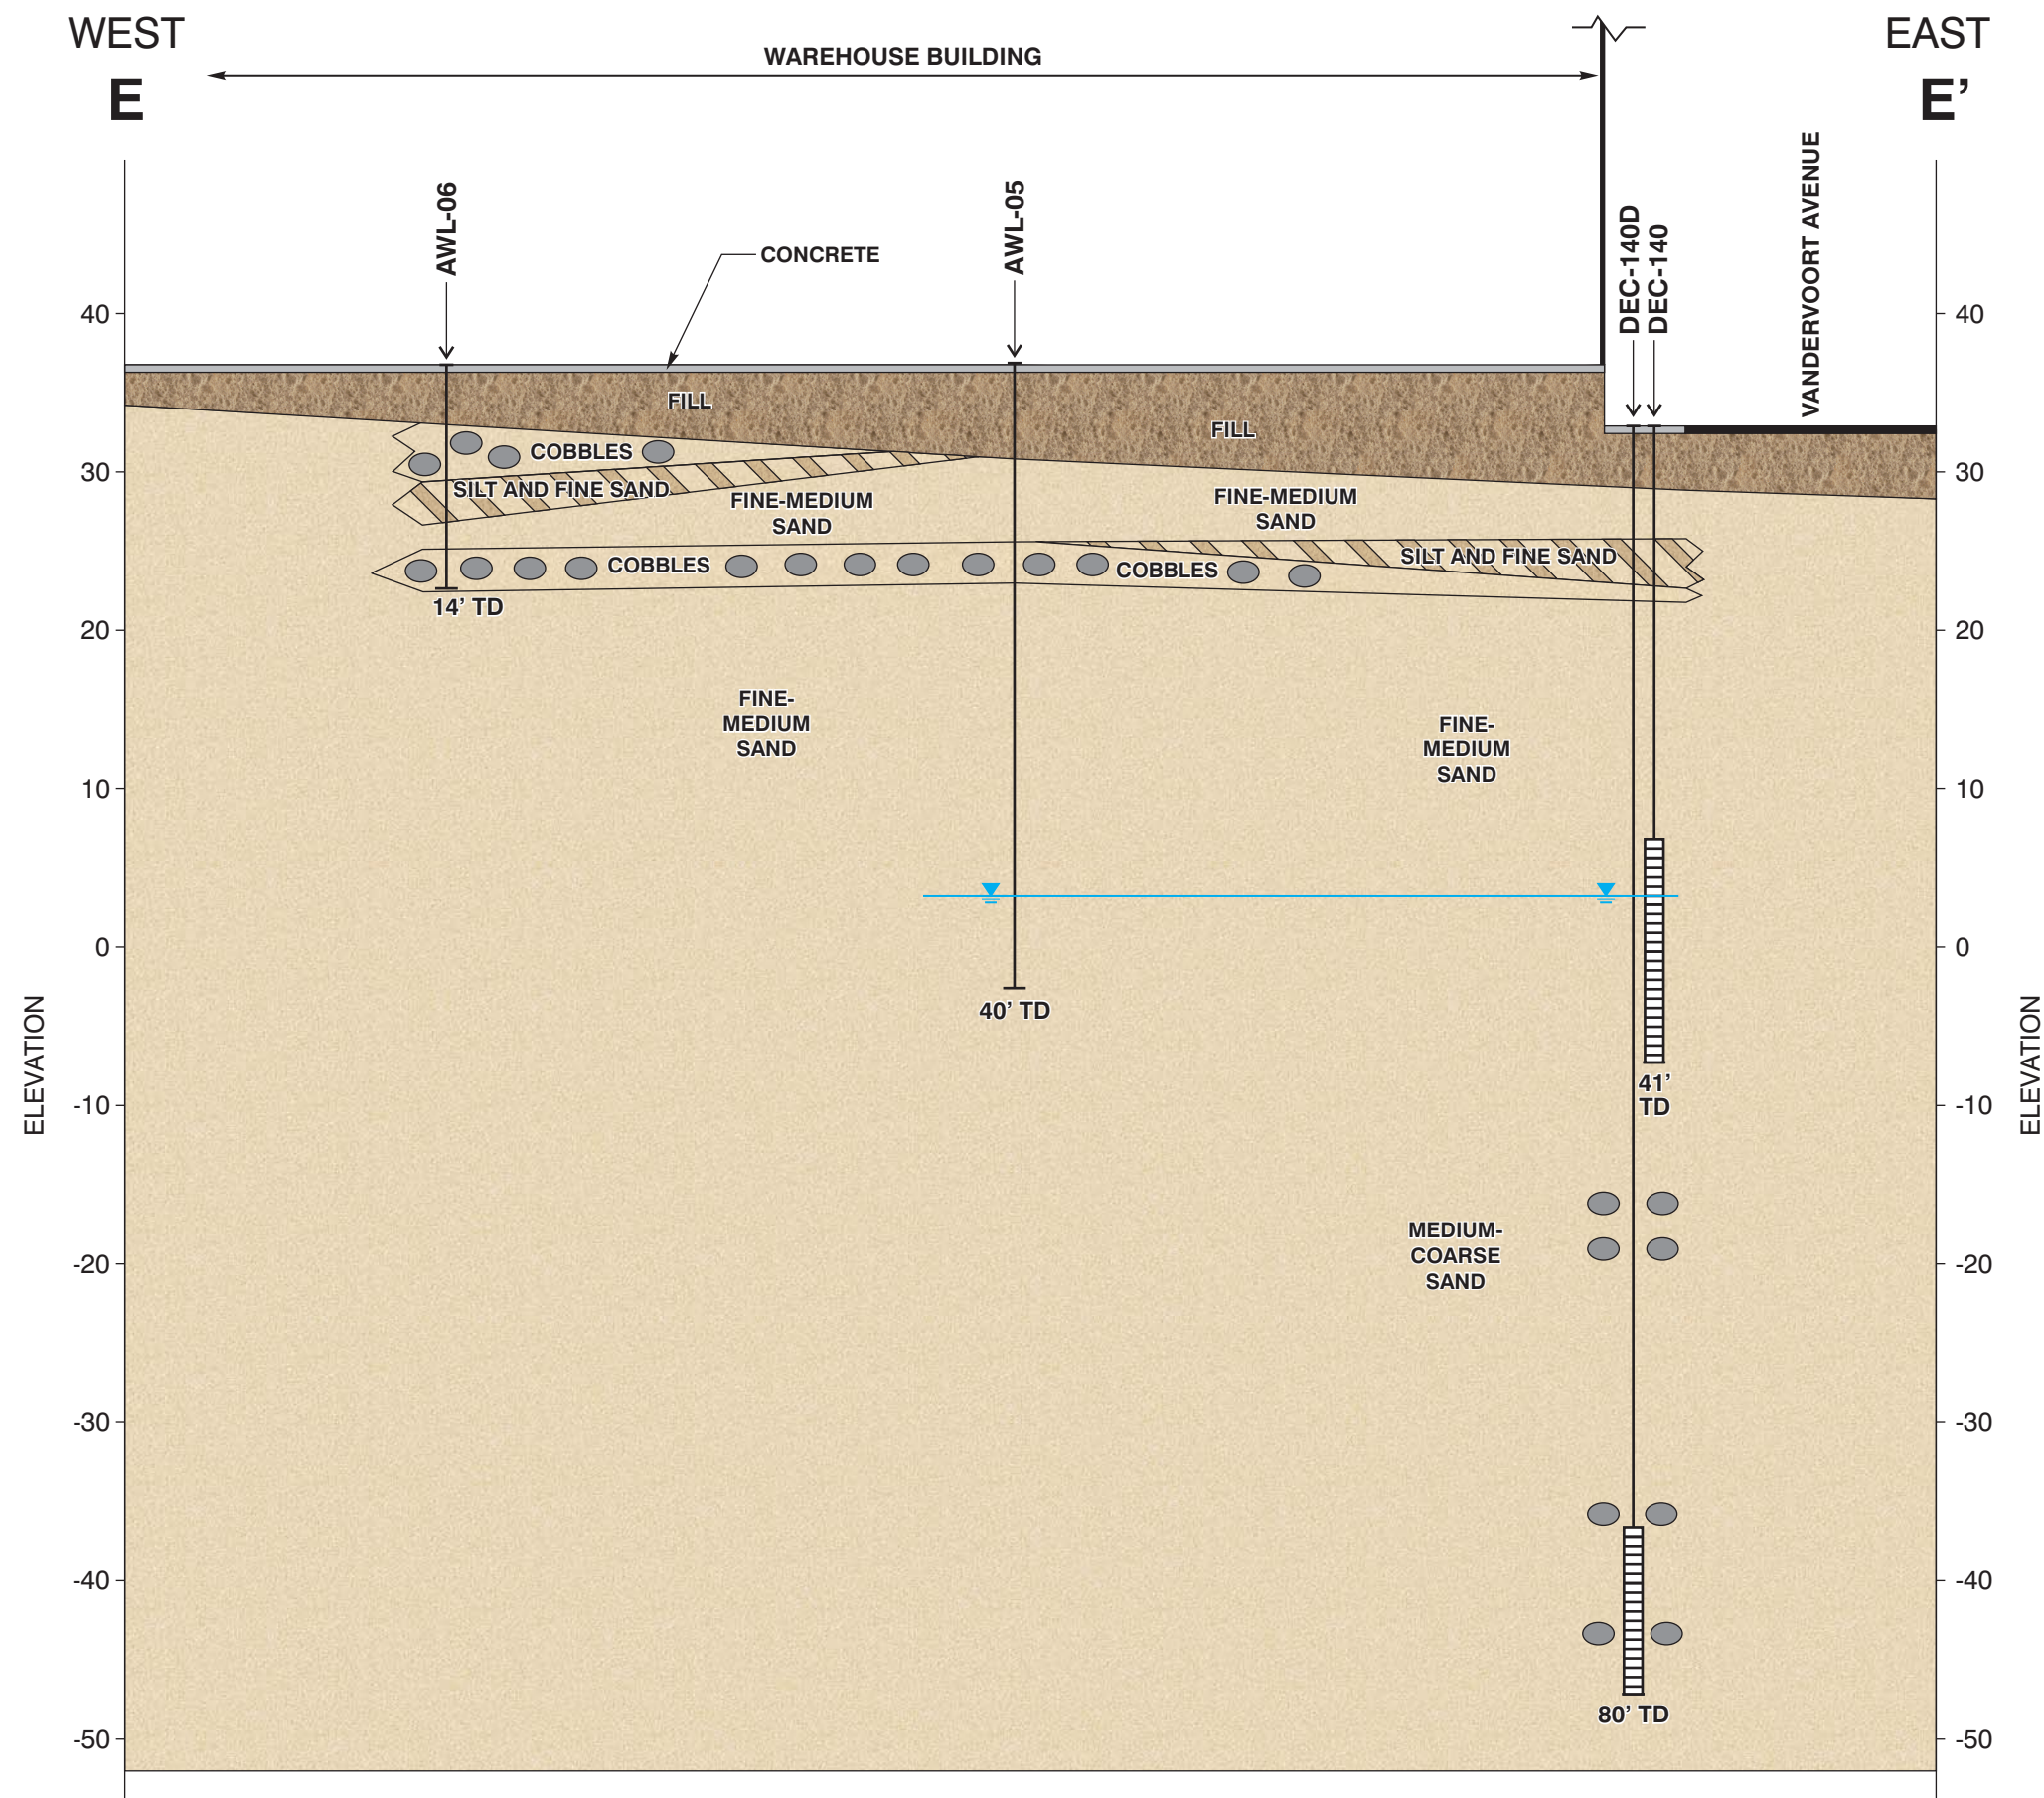 WEST
EAST
WAREHOUSE BUILDING
E
E’
VANDERVOORT AVENUE
AWL-06
AWL-05
DEC-140D
DEC-140
CONCRETE
40
40
FILL
FILL
COBBLES
30
30
SILT AND FINE SAND
FINE-MEDIUM
SAND
FINE-MEDIUM
SAND
SILT AND FINE SAND
COBBLES
COBBLES
14’ TD
20
20
FINE-
MEDIUM
SAND
FINE-
MEDIUM
SAND
10
10
0
0
40’ TD
ELEVATION
ELEVATION
41’
TD
-10
-10
MEDIUM-
COARSE
SAND
-20
-20
-30
-30
-40
-40
80’ TD
-50
-50